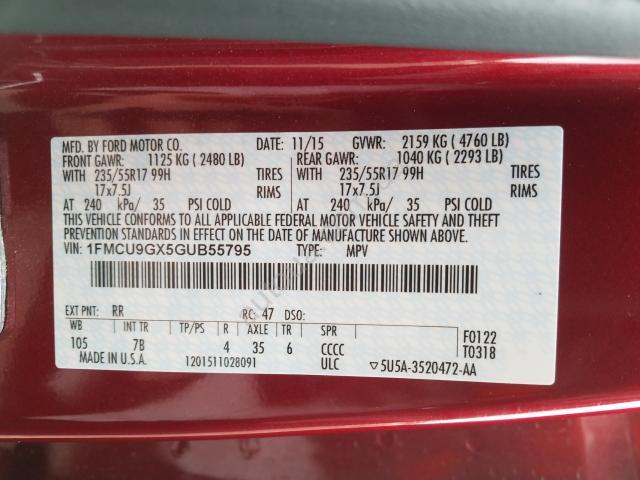 MFD. BY FORD MOTOR CO. DATE: 11/15 GVWR: 2159 KG ( 4760 LB)
FRONT GAWR: 1125 KG ( 2480 LB) REAR GAWR: 1040 KG ( 2293 LB)
WITH 235/55R17 99H TIRES WITH 235/55R17 99H TIRES
17x7.5J RIMS 17x7.5J RIMS
AT 240 kPa/ 35 PSI COLD AT 240 kPa/ 35 PSI COLD
THIS VEHICLE CONFORMS TO ALL APPLICABLE FEDERAL MOTOR VEHICLE SAFETY AND THEFT
PREVENTION STANDARDS IN EFFECT ON THE DATE OF MANUFACTURE SHOWN ABOVE.
VIN: 1FMCU9GX5GUB55795 TYPE: MPV
EXT PNT: RR RC: 47 DSO:
WB INT TR TP/PS R AXLE TR SPR
105 7B 4 35 6 CCCC
F0122
T0318
MADE IN U.S.A. 1201511028091 ULC 5U5A-3520472-AA